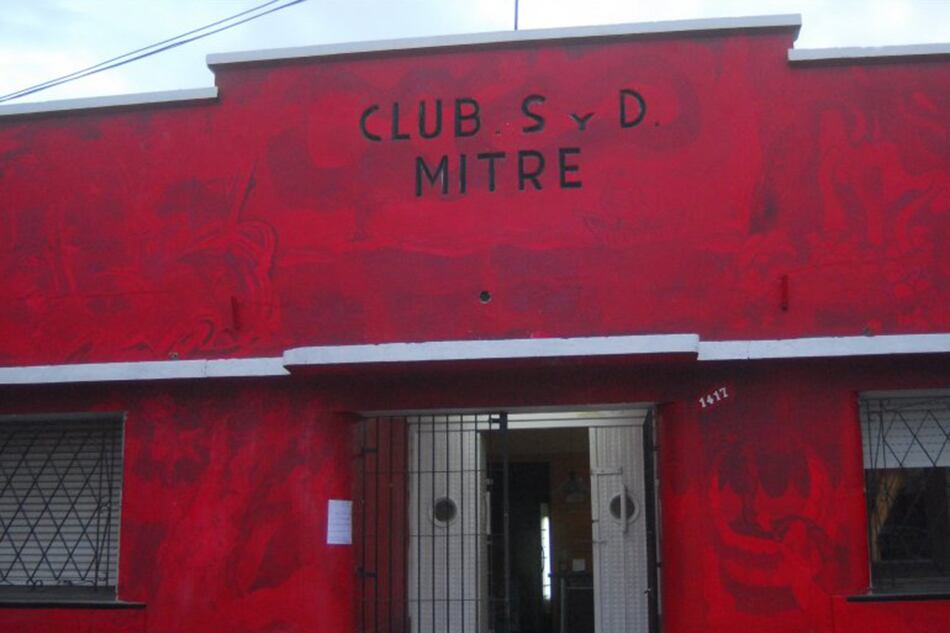 CLUB. S Y D.
MITRE
1417